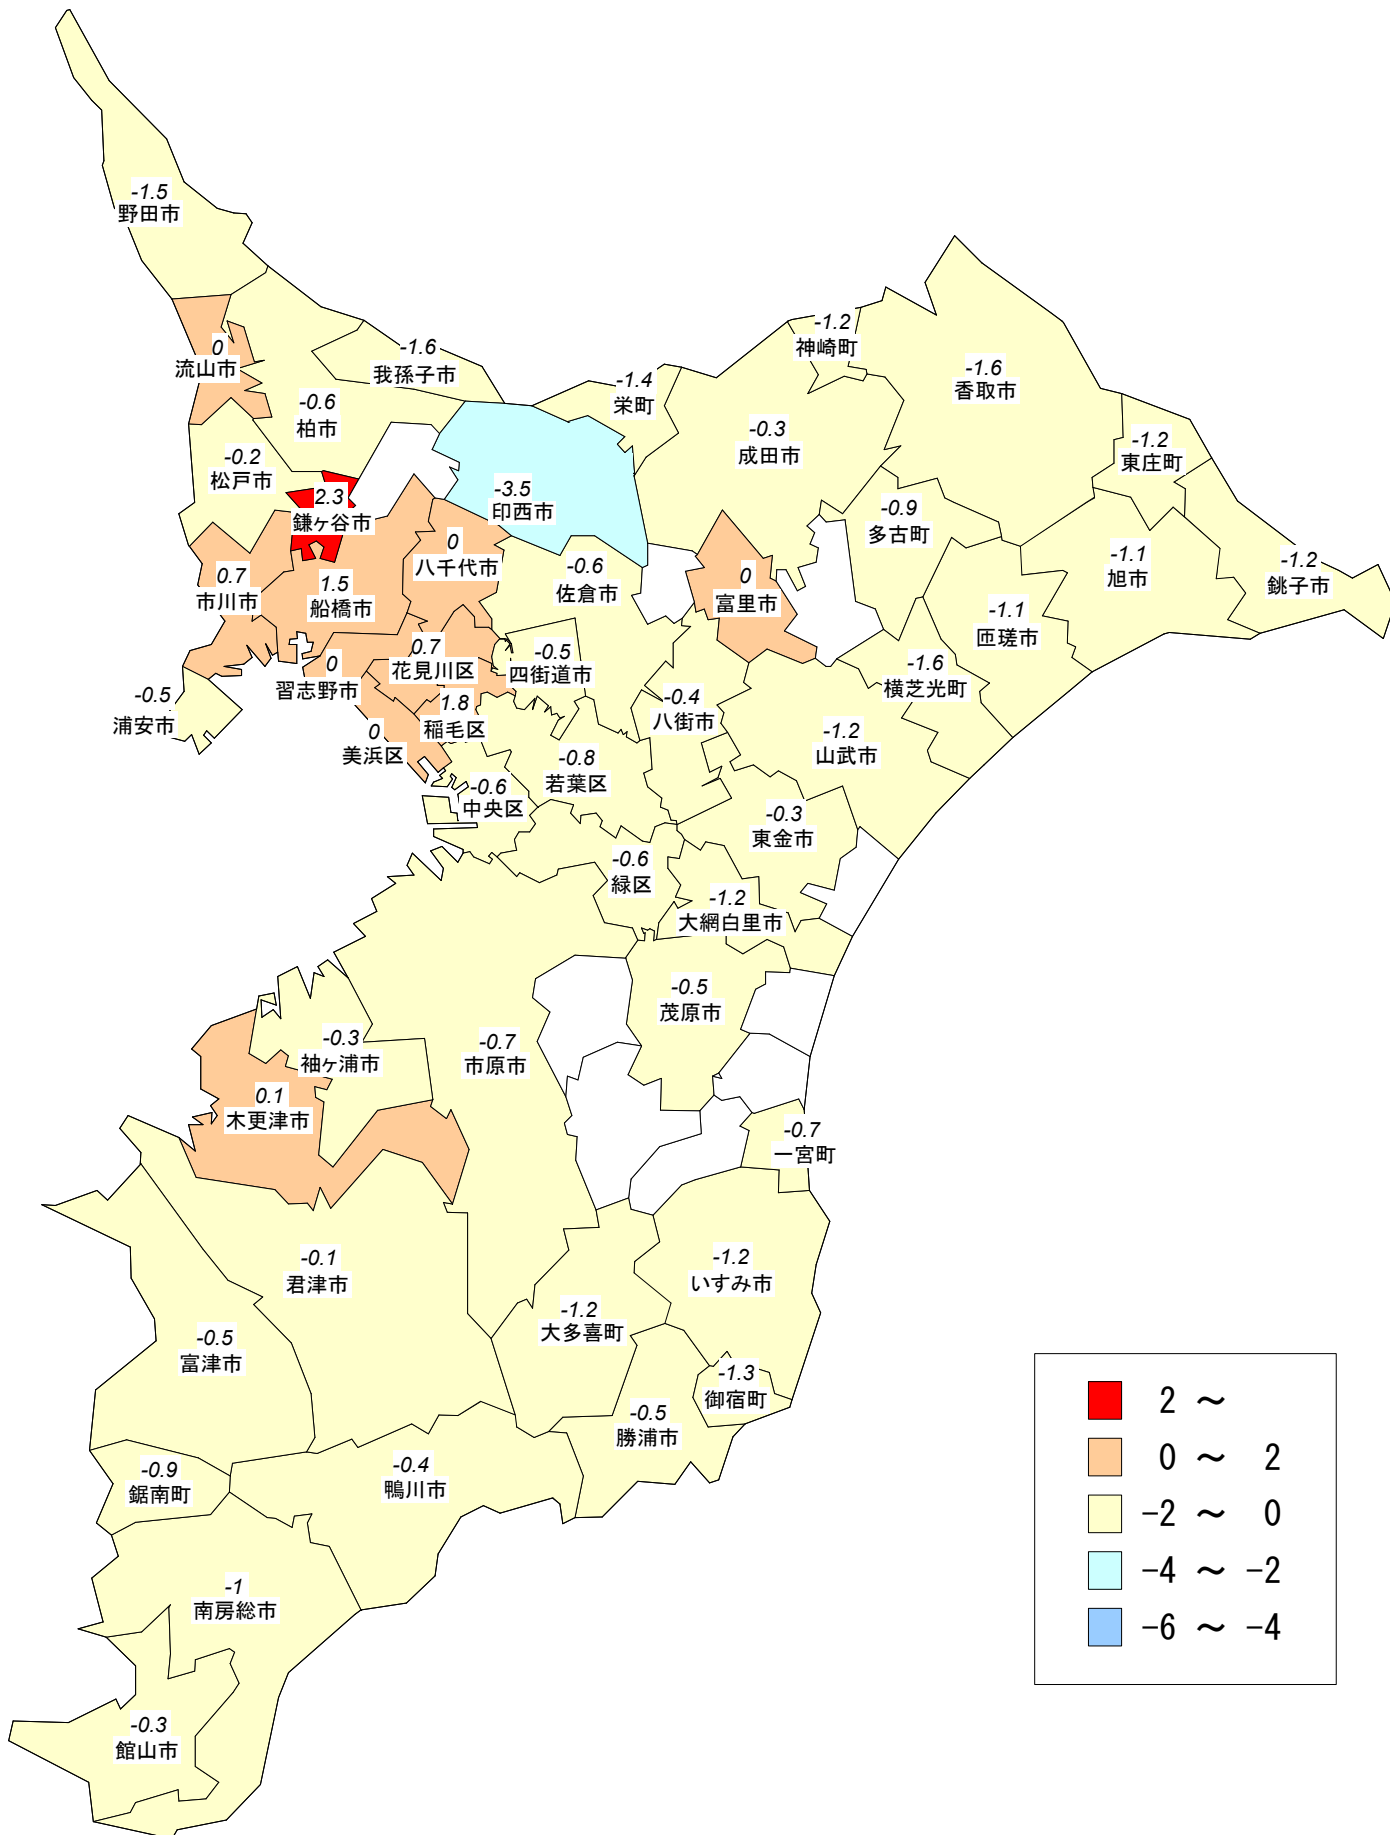 -1.5
野田市
0
流山市
-1.6
我孫子市
-0.6
柏市
-1.4
栄町
-1.2
神崎町
-1.6
香取市
-0.3
成田市
-1.2
東庄町
-0.2
松戸市
2.3
鎌ヶ谷市
-3.5
印西市
-0.9
多古町
-1.1
旭市
-1.2
銚子市
0
八千代市
-0.6
佐倉市
0
富里市
0.7
市川市
1.5
船橋市
-1.1
匝瑳市
0.7
花見川区
-0.5
四街道市
-1.6
横芝光町
0
習志野市
-0.5
浦安市
1.8
稲毛区
-0.4
八街市
0
美浜区
-1.2
山武市
-0.8
若葉区
-0.6
中央区
-0.3
東金市
-0.6
緑区
-1.2
大網白里市
-0.5
茂原市
-0.3
袖ヶ浦市
-0.7
市原市
0.1
木更津市
-0.7
一宮町
-0.1
君津市
-1.2
いすみ市
-1.2
大多喜町
-0.5
富津市
-1.3
御宿町
-0.5
勝浦市
-0.9
鋸南町
-0.4
鴨川市
-1
南房総市
-0.3
館山市
2 ～
0 ～ 2
-2 ～ 0
-4 ～ -2
-6 ～ -4